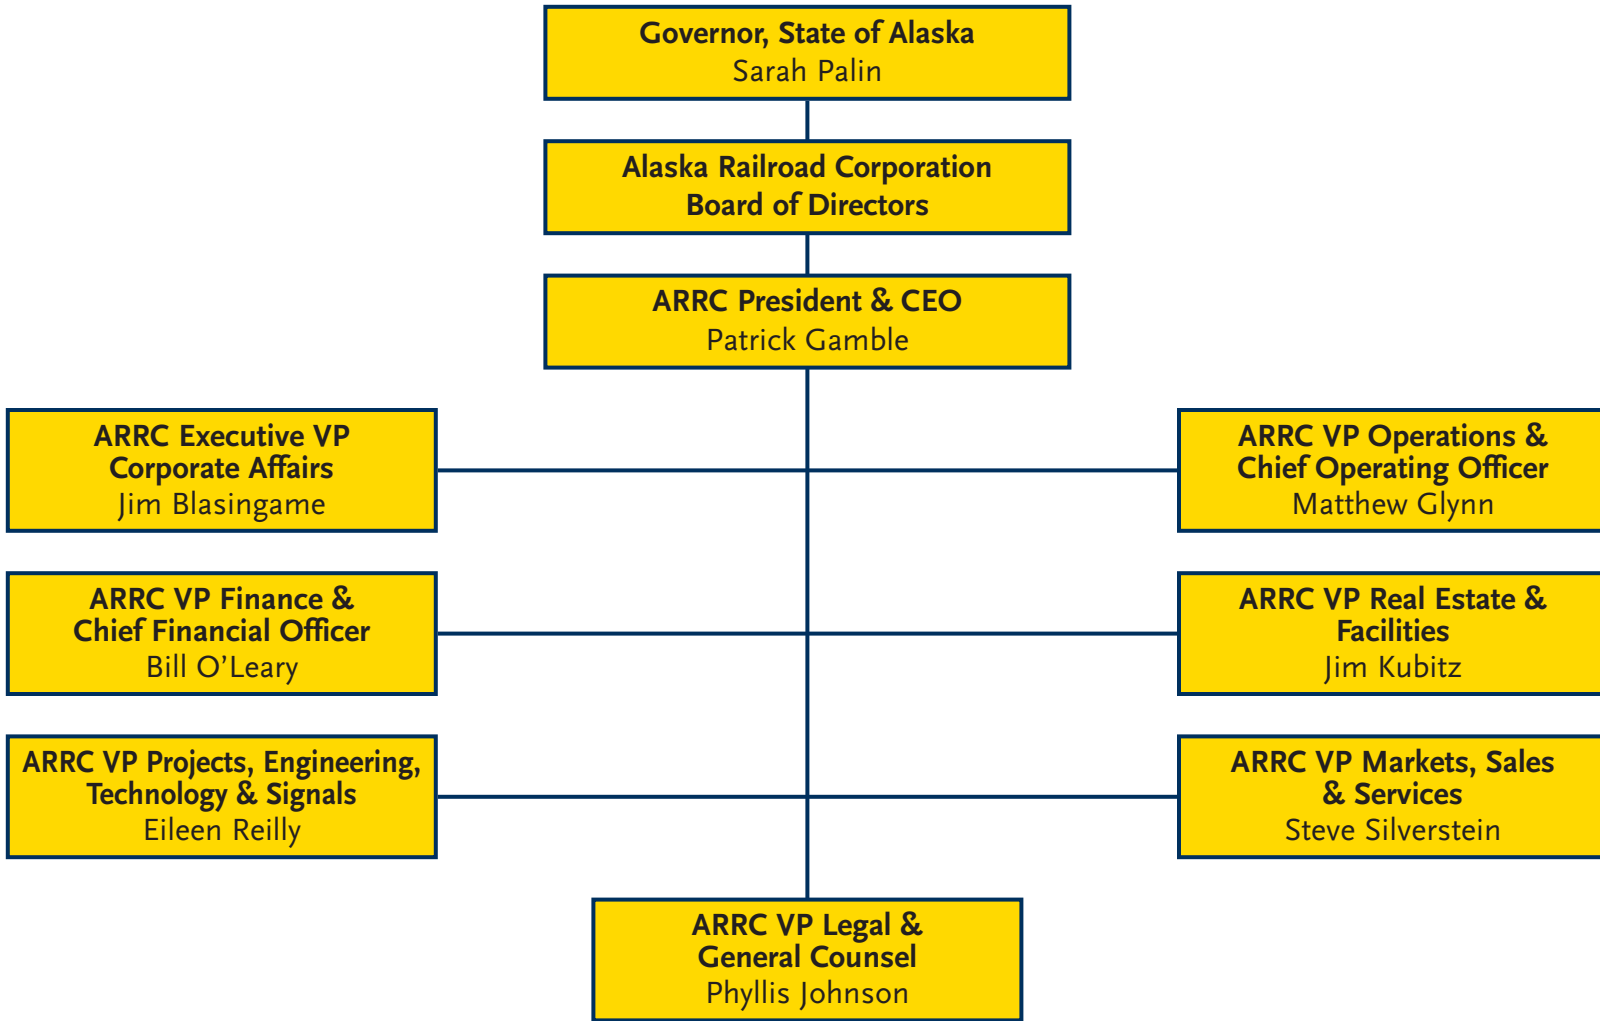 Governor, State of Alaska
Sarah Palin
Alaska Railroad Corporation
Board of Directors
ARRC President & CEO
Patrick Gamble
ARRC Executive VP
Corporate Affairs
Jim Blasingame
ARRC VP Operations &
Chief Operating Officer
Matthew Glynn
ARRC VP Finance &
Chief Financial Officer
Bill O’Leary
ARRC VP Real Estate &
Facilities
Jim Kubitz
ARRC VP Projects, Engineering,
Technology & Signals
Eileen Reilly
ARRC VP Markets, Sales
& Services
Steve Silverstein
ARRC VP Legal &
General Counsel
Phyllis Johnson